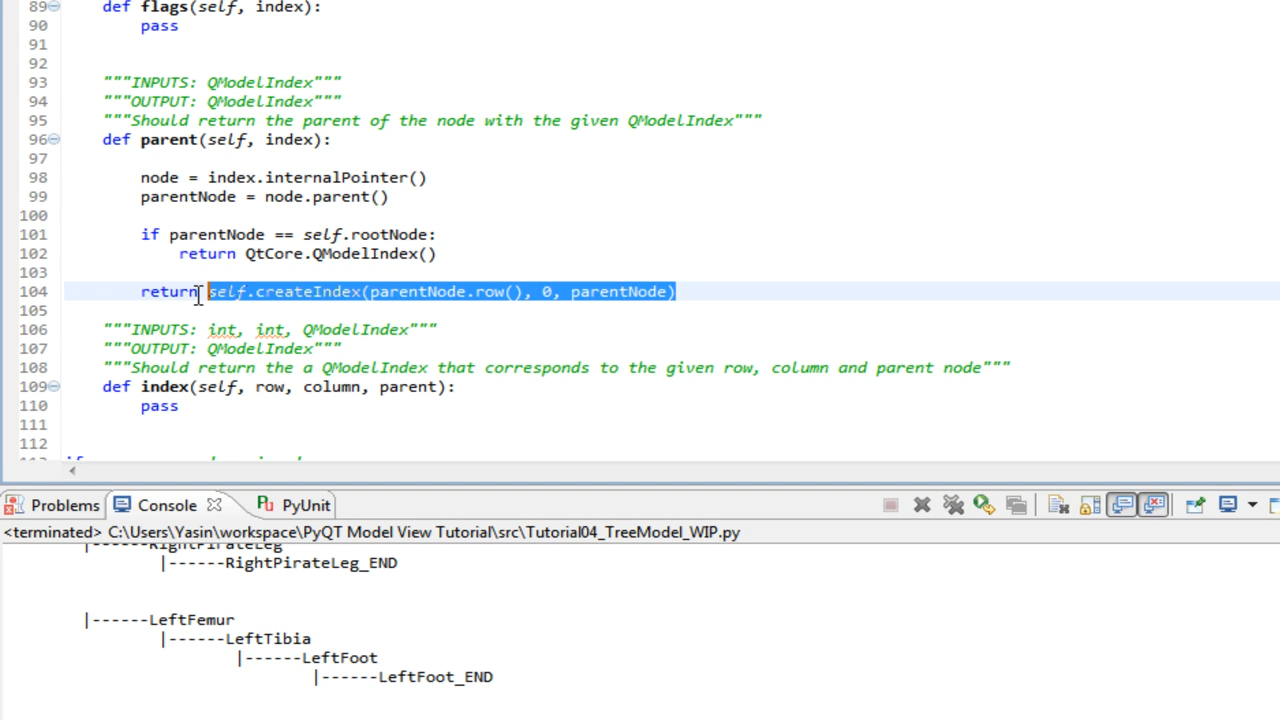 89 def flags(self, index):
90 pass
91
92
93 """INPUTS: QModelIndex"""
94 """OUTPUT: QModelIndex"""
95 """Should return the parent of the node with the given QModelIndex"""
96 def parent(self, index):
97
98 node = index.internalPointer()
99 parentNode = node.parent()
100
101 if parentNode == self.rootNode:
102 return QtCore.QModelIndex()
103
104 return self.createIndex(parentNode.row(), 0, parentNode)
105
106 """INPUTS: int, int, QModelIndex"""
107 """OUTPUT: QModelIndex"""
108 """Should return the a QModelIndex that corresponds to the given row, column and parent node"""
109 def index(self, row, column, parent):
110 pass
111
112
Problems Console PyUnit
<terminated> C:\Users\Yasin\workspace\PyQT Model View Tutorial\src\Tutorial04_TreeModel_WIP.py
|------RightPirateLeg
|------RightPirateLeg_END
|------LeftFemur
|------LeftTibia
|------LeftFoot
|------LeftFoot_END